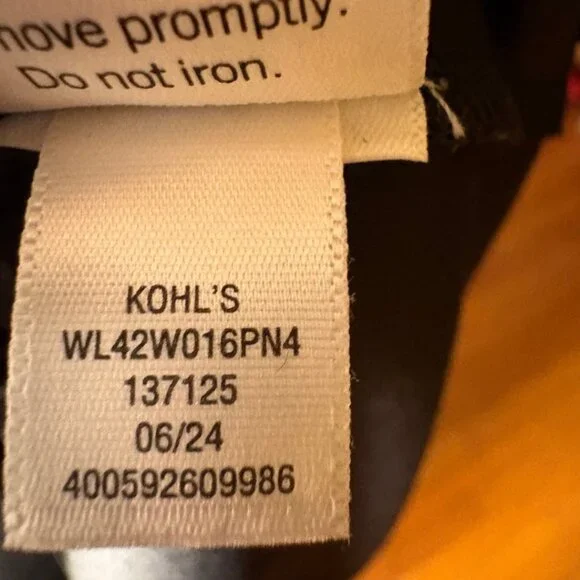 move promptly.
Do not iron.
KOHL'S
WL42W016PN4
137125
06/24
400592609986